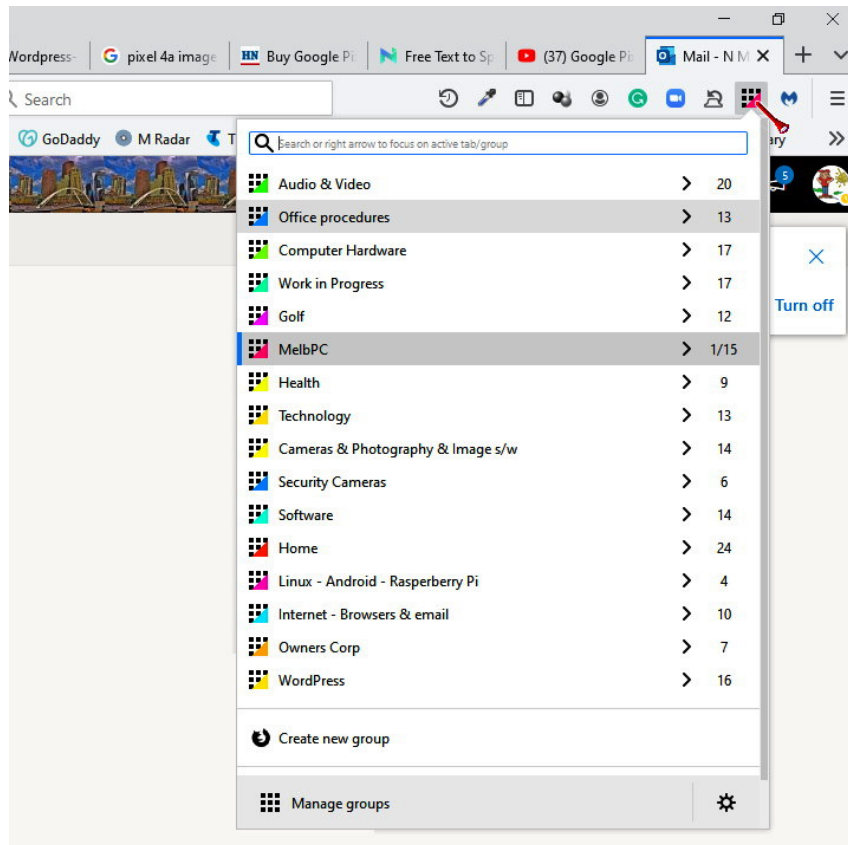 Wordpress-
G pixel 4a image
HN Buy Google Pi
N Free Text to Sp
(37) Google Pix
Mail - N M
Search
GoDaddy
M Radar
T
ary
5
Search or right arrow to focus on active tab/group
Audio & Video 20
Office procedures 13
Computer Hardware 17
Work in Progress 17
Golf 12
MelbPC 1/15
Health 9
Technology 13
Cameras & Photography & Image s/w 14
Security Cameras 6
Software 14
Home 24
Linux - Android - Rasperberry Pi 4
Internet - Browsers & email 10
Owners Corp 7
WordPress 16
Create new group
Manage groups
Turn off